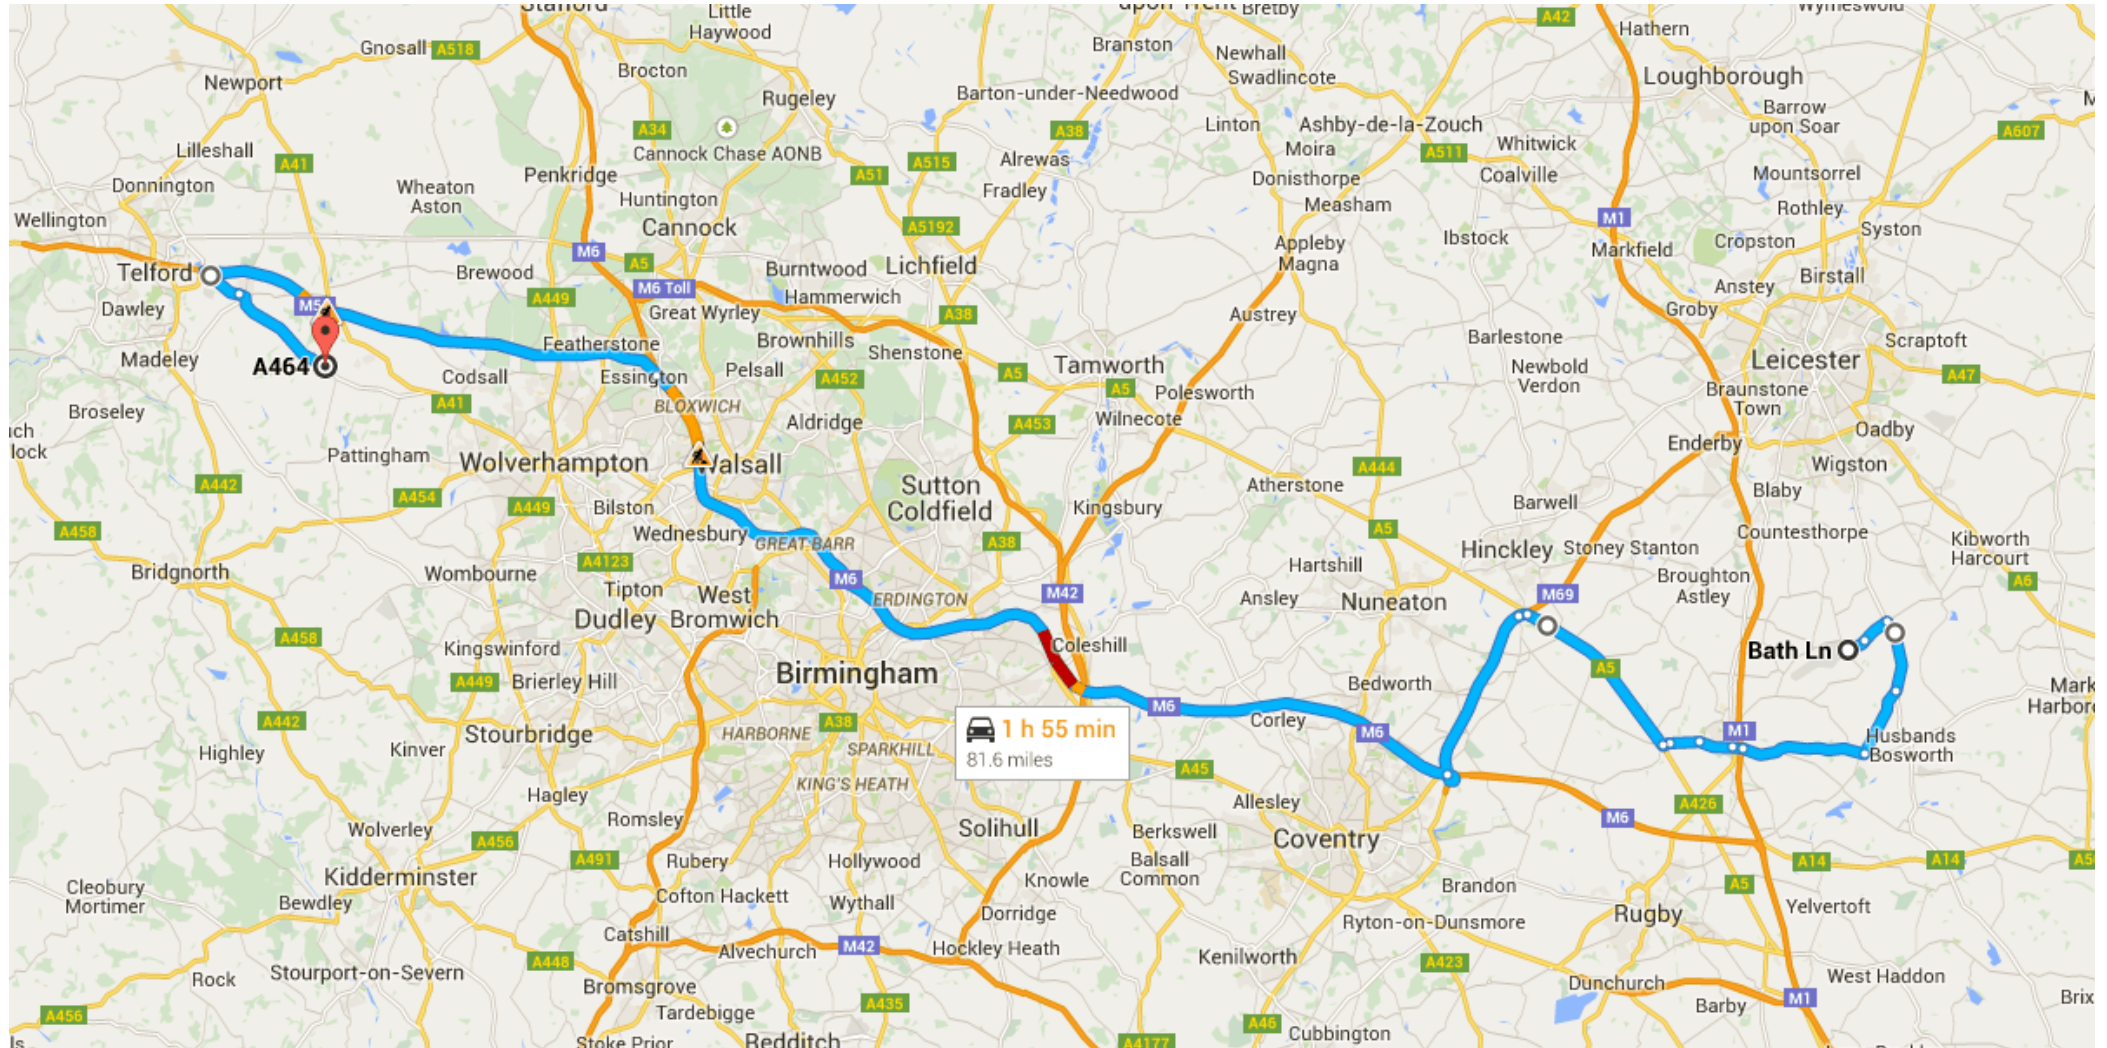 Stafford
Little
Haywood
upon Trent
Bretby
A42
Hathern
Wymeswold
Gnosall
A518
Branston
Newhall
Swadlincote
Newport
Brocton
Rugeley
Barton-under-Needwood
Loughborough
Barrow
upon Soar
A34
Cannock Chase AONB
A38
Linton
Ashby-de-la-Zouch
Moira
A511
Whitwick
Coalville
A607
Lilleshall
A41
A51
A515
Alrewas
Fradley
Donnington
Wheaton
Aston
Penkridge
Huntington
Cannock
Donisthorpe
Measham
Mountsorrel
Rothley
Wellington
M6
A5192
Lichfield
Appleby
Magna
Ibstock
M1
Markfield
Cropston
Syston
Telford
Brewood
A5
M6 Toll
Burntwood
Hammerwich
Anstey
Birstall
Dawley
A449
Great Wyrley
A38
Austrey
Groby
Madeley
A464
Featherstone
Essington
Brownhills
Shenstone
Pelsall
Barlestone
Newbold
Verdon
Leicester
Scraptoft
Codsall
A41
BLOXWICH
A452
A5
Tamworth
A5
Polesworth
Braunstone
Town
A47
Broseley
Aldridge
A453
Wilnecote
Enderby
Oadby
Pattingham
Wolverhampton
Walsall
Wigston
A442
A454
A449
Bilston
Sutton
Coldfield
Kingsbury
Atherstone
A444
Barwell
Blaby
A458
Wednesbury
GREAT BARR
A38
A5
Hinckley
Stoney Stanton
Countesthorpe
Kibworth
Harcourt
Bridgnorth
Wombourne
A4123
M6
Hartshill
Broughton
Astley
A6
Tipton
Dudley
West
Bromwich
ERDINGTON
M42
Ansley
Nuneaton
M69
A458
Kingswinford
Coleshill
Bath Ln
A449
Brierley Hill
Birmingham
Bedworth
A5
Mark
Harbor
A442
Stourbridge
HARBORNE
A38
SPARKHILL
1 h 55 min
81.6 miles
M6
Corley
M6
M1
Husbands
Bosworth
Highley
Kinver
KING'S HEATH
A45
Hagley
Romsley
Allesley
A426
M6
Wolverley
A456
A491
Rubery
Hollywood
Solihull
Berkswell
Balsall
Common
Coventry
A14
A14
Cleobury
Mortimer
Kidderminster
Bewdley
Cofton Hackett
Wythall
Knowle
Dorridge
Brandon
A5
Rugby
Yelvertoft
Catshill
Alvechurch
M42
Hockley Heath
Ryton-on-Dunsmore
Kenilworth
A423
Rock
Stourport-on-Severn
A448
Bromsgrove
A435
Dunchurch
West Haddon
Barby
M1
A456
Tardebigge
Stoke Prior
Redditch
A4177
A46
Cubbington